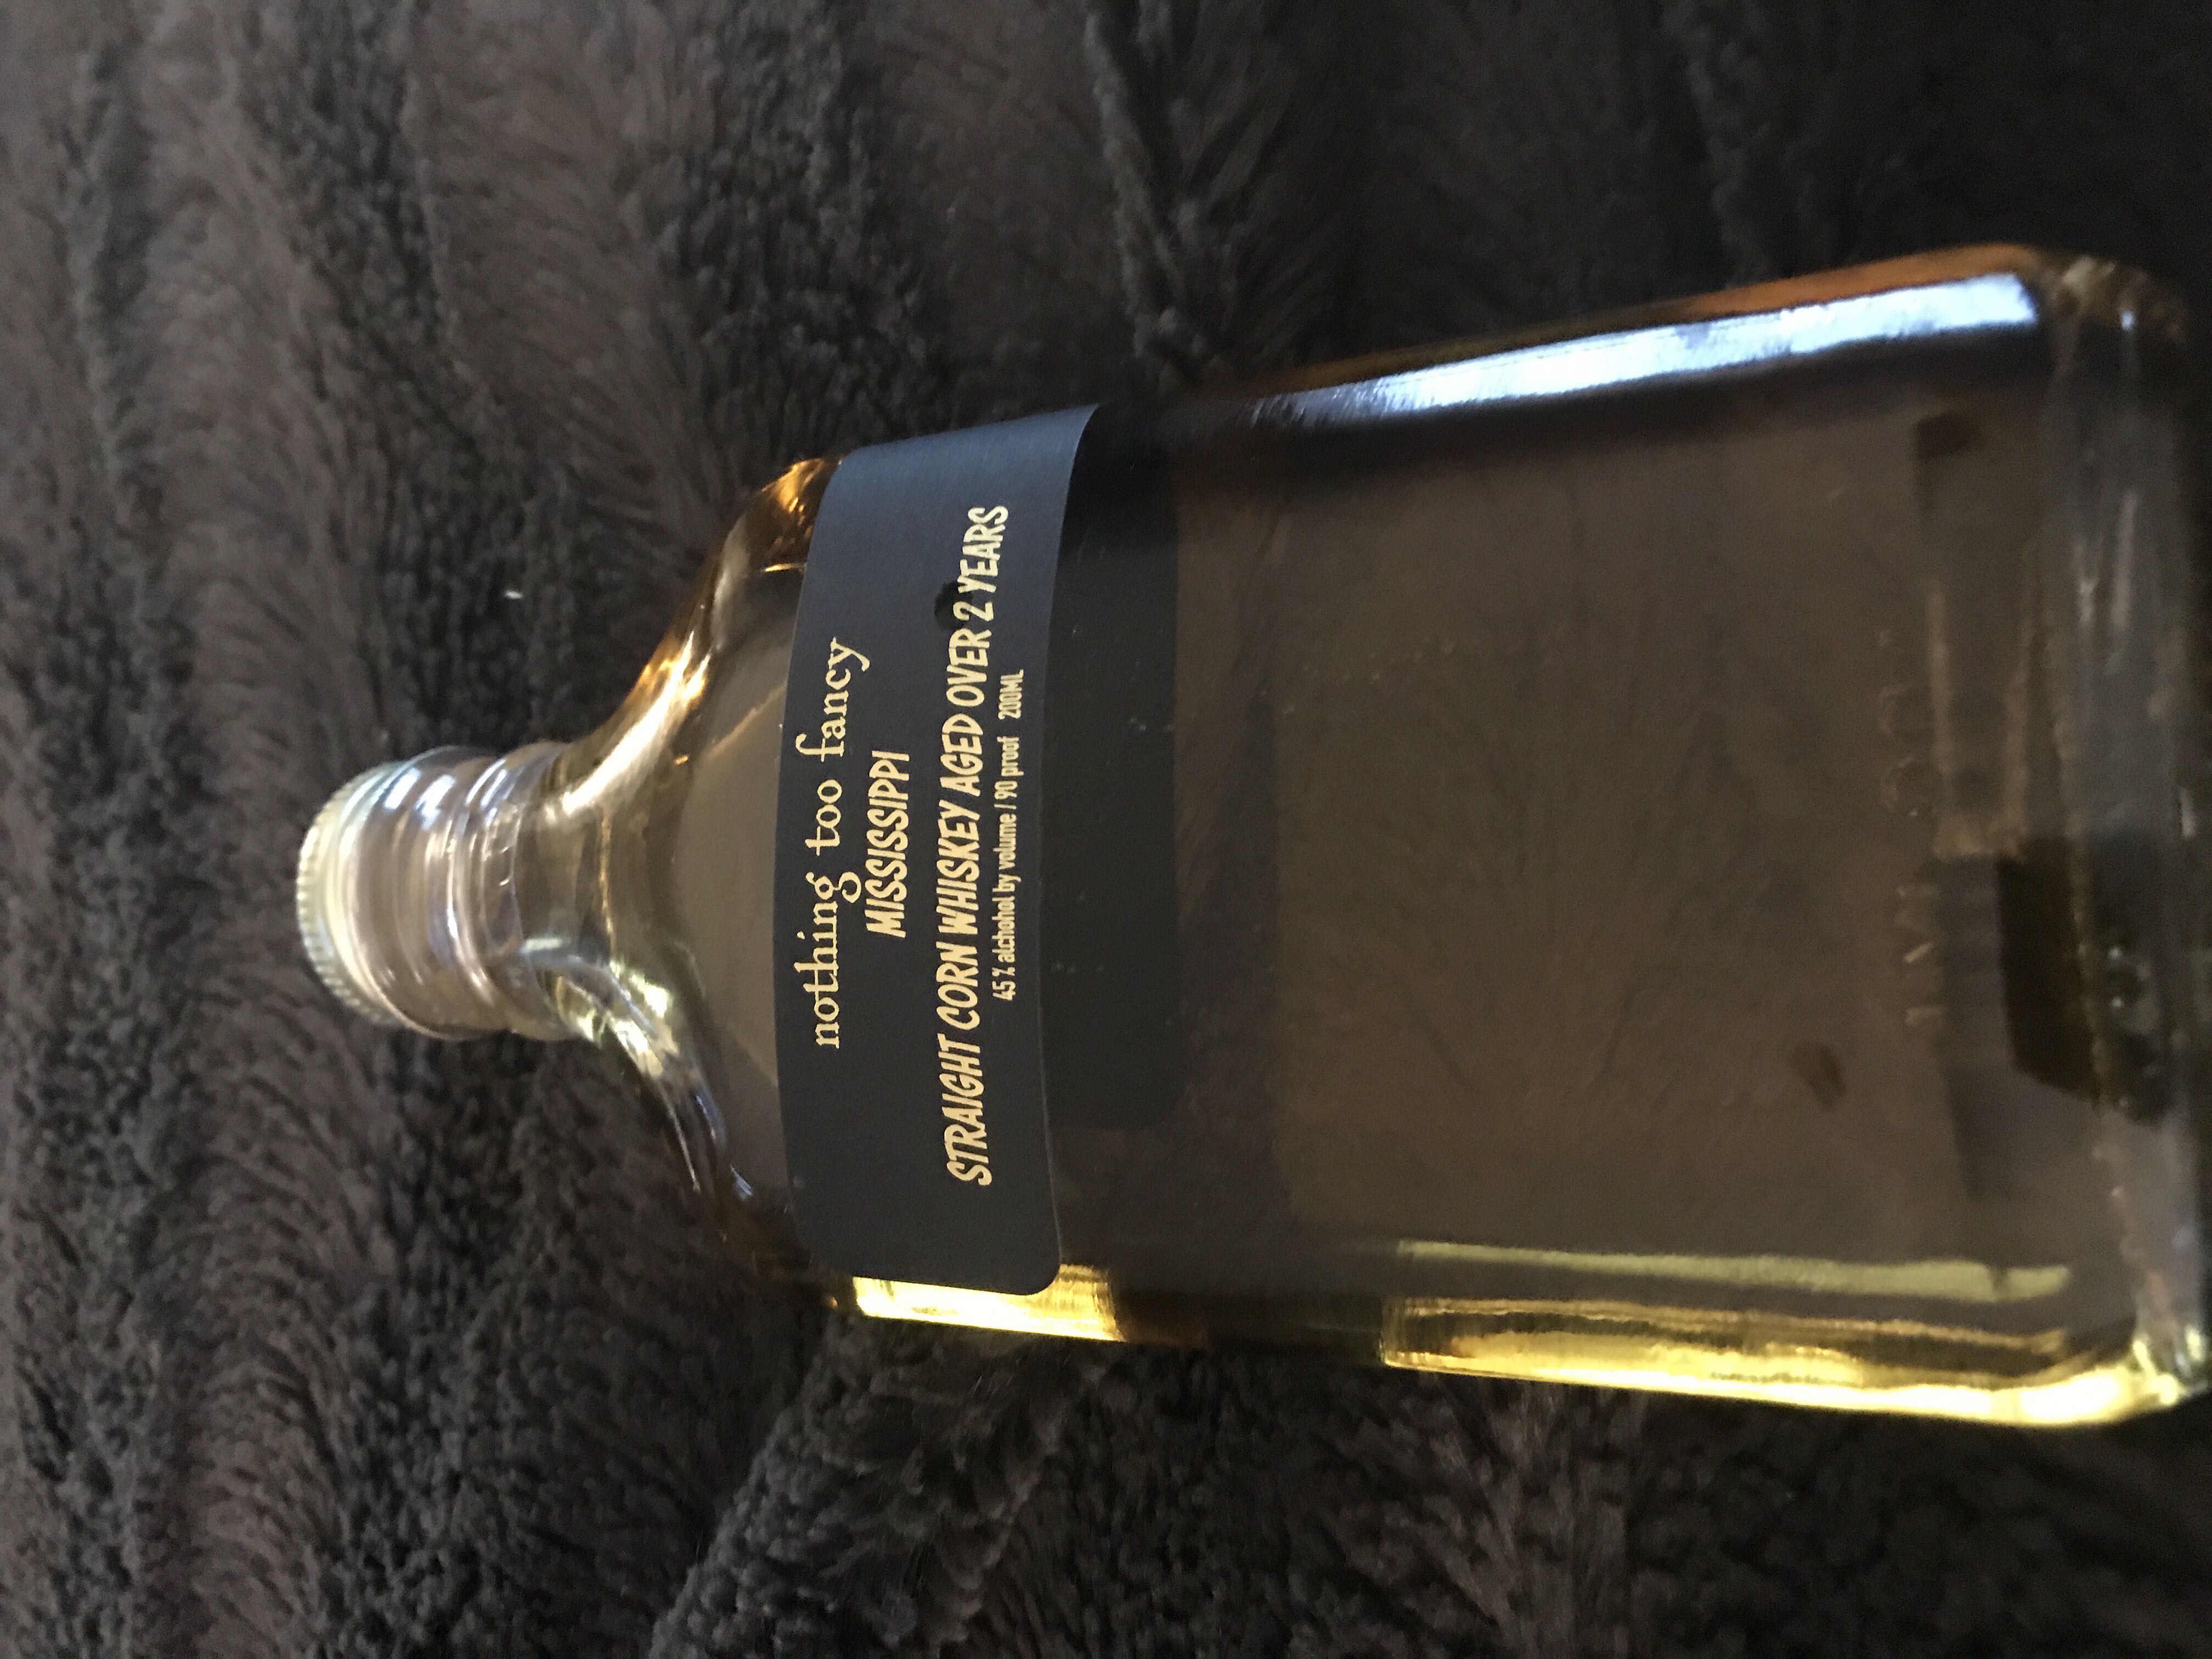 nothing too fancy
MISSISSIPPI
STRAIGHT CORN WHISKEY AGED OVER 2 YEARS
45 % alchohol by volume / 90 proof 200ML